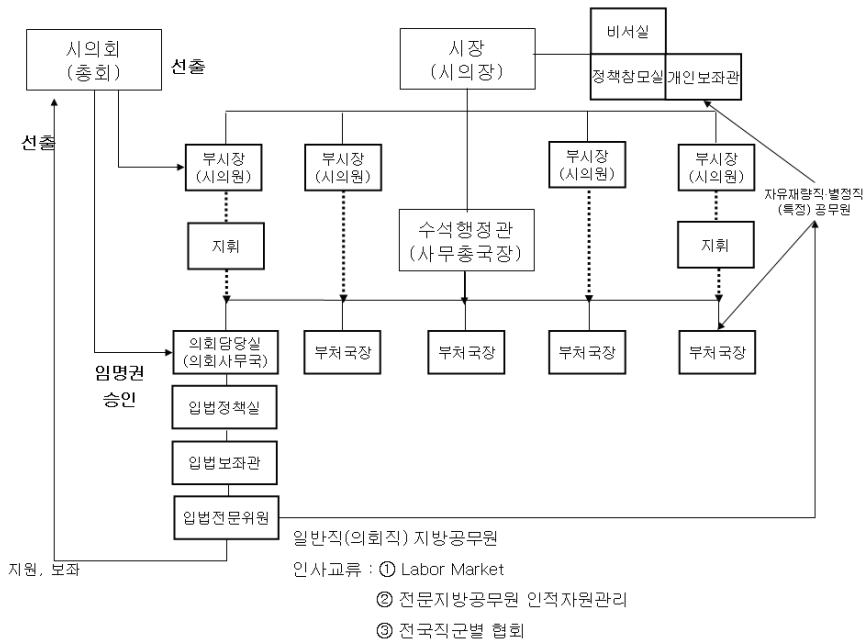 시의회
(총회)
선출
시장
(시의장)
비서실
정책참모실
개인보좌관
선출
부시장
(시의원)
부시장
(시의원)
부시장
(시의원)
부시장
(시의원)
자유재량직·별정직
(특정) 공무원
지휘
수석행정관
(사무총국장)
지휘
의회담당실
(의회사무국)
부처국장
부처국장
부처국장
부처국장
임명권
승인
입법정책실
입법보좌관
입법전문위원
일반직(의회직) 지방공무원
지원, 보좌
인사교류 : ① Labor Market
② 전문지방공무원 인적자원관리
③ 전국직군별 협회